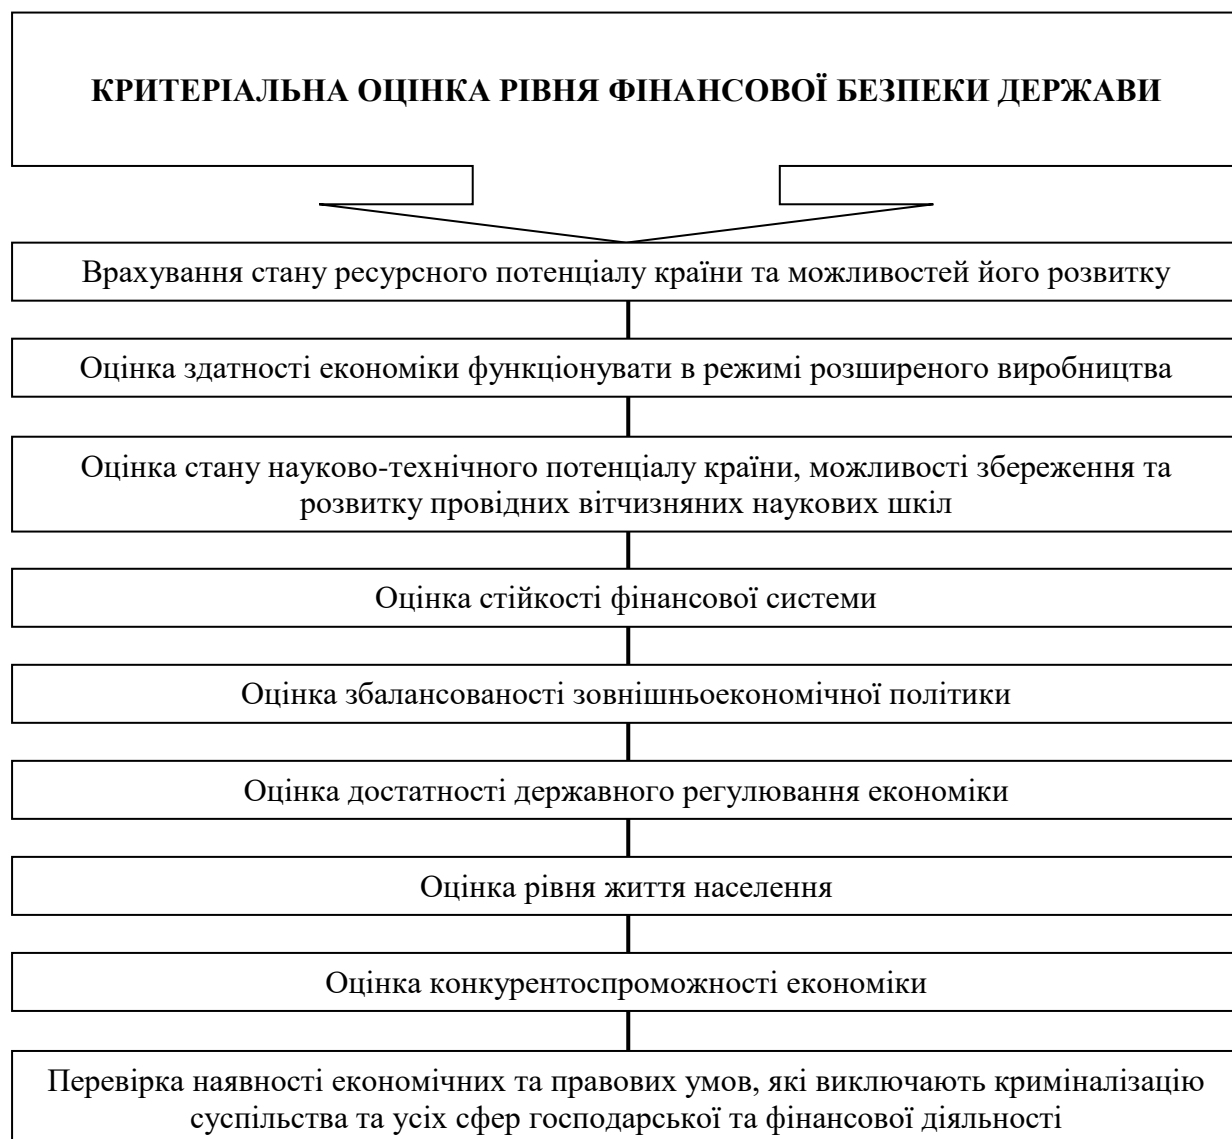 КРИТЕРІАЛЬНА ОЦІНКА РІВНЯ ФІНАНСОВОЇ БЕЗПЕКИ ДЕРЖАВИ
Врахування стану ресурсного потенціалу країни та можливостей його розвитку
Оцінка здатності економіки функціонувати в режимі розширеного виробництва
Оцінка стану науково-технічного потенціалу країни, можливості збереження та
розвитку провідних вітчизняних наукових шкіл
Оцінка стійкості фінансової системи
Оцінка збалансованості зовнішньоекономічної політики
Оцінка достатності державного регулювання економіки
Оцінка рівня життя населення
Оцінка конкурентоспроможності економіки
Перевірка наявності економічних та правових умов, які виключають криміналізацію
суспільства та усіх сфер господарської та фінансової діяльності